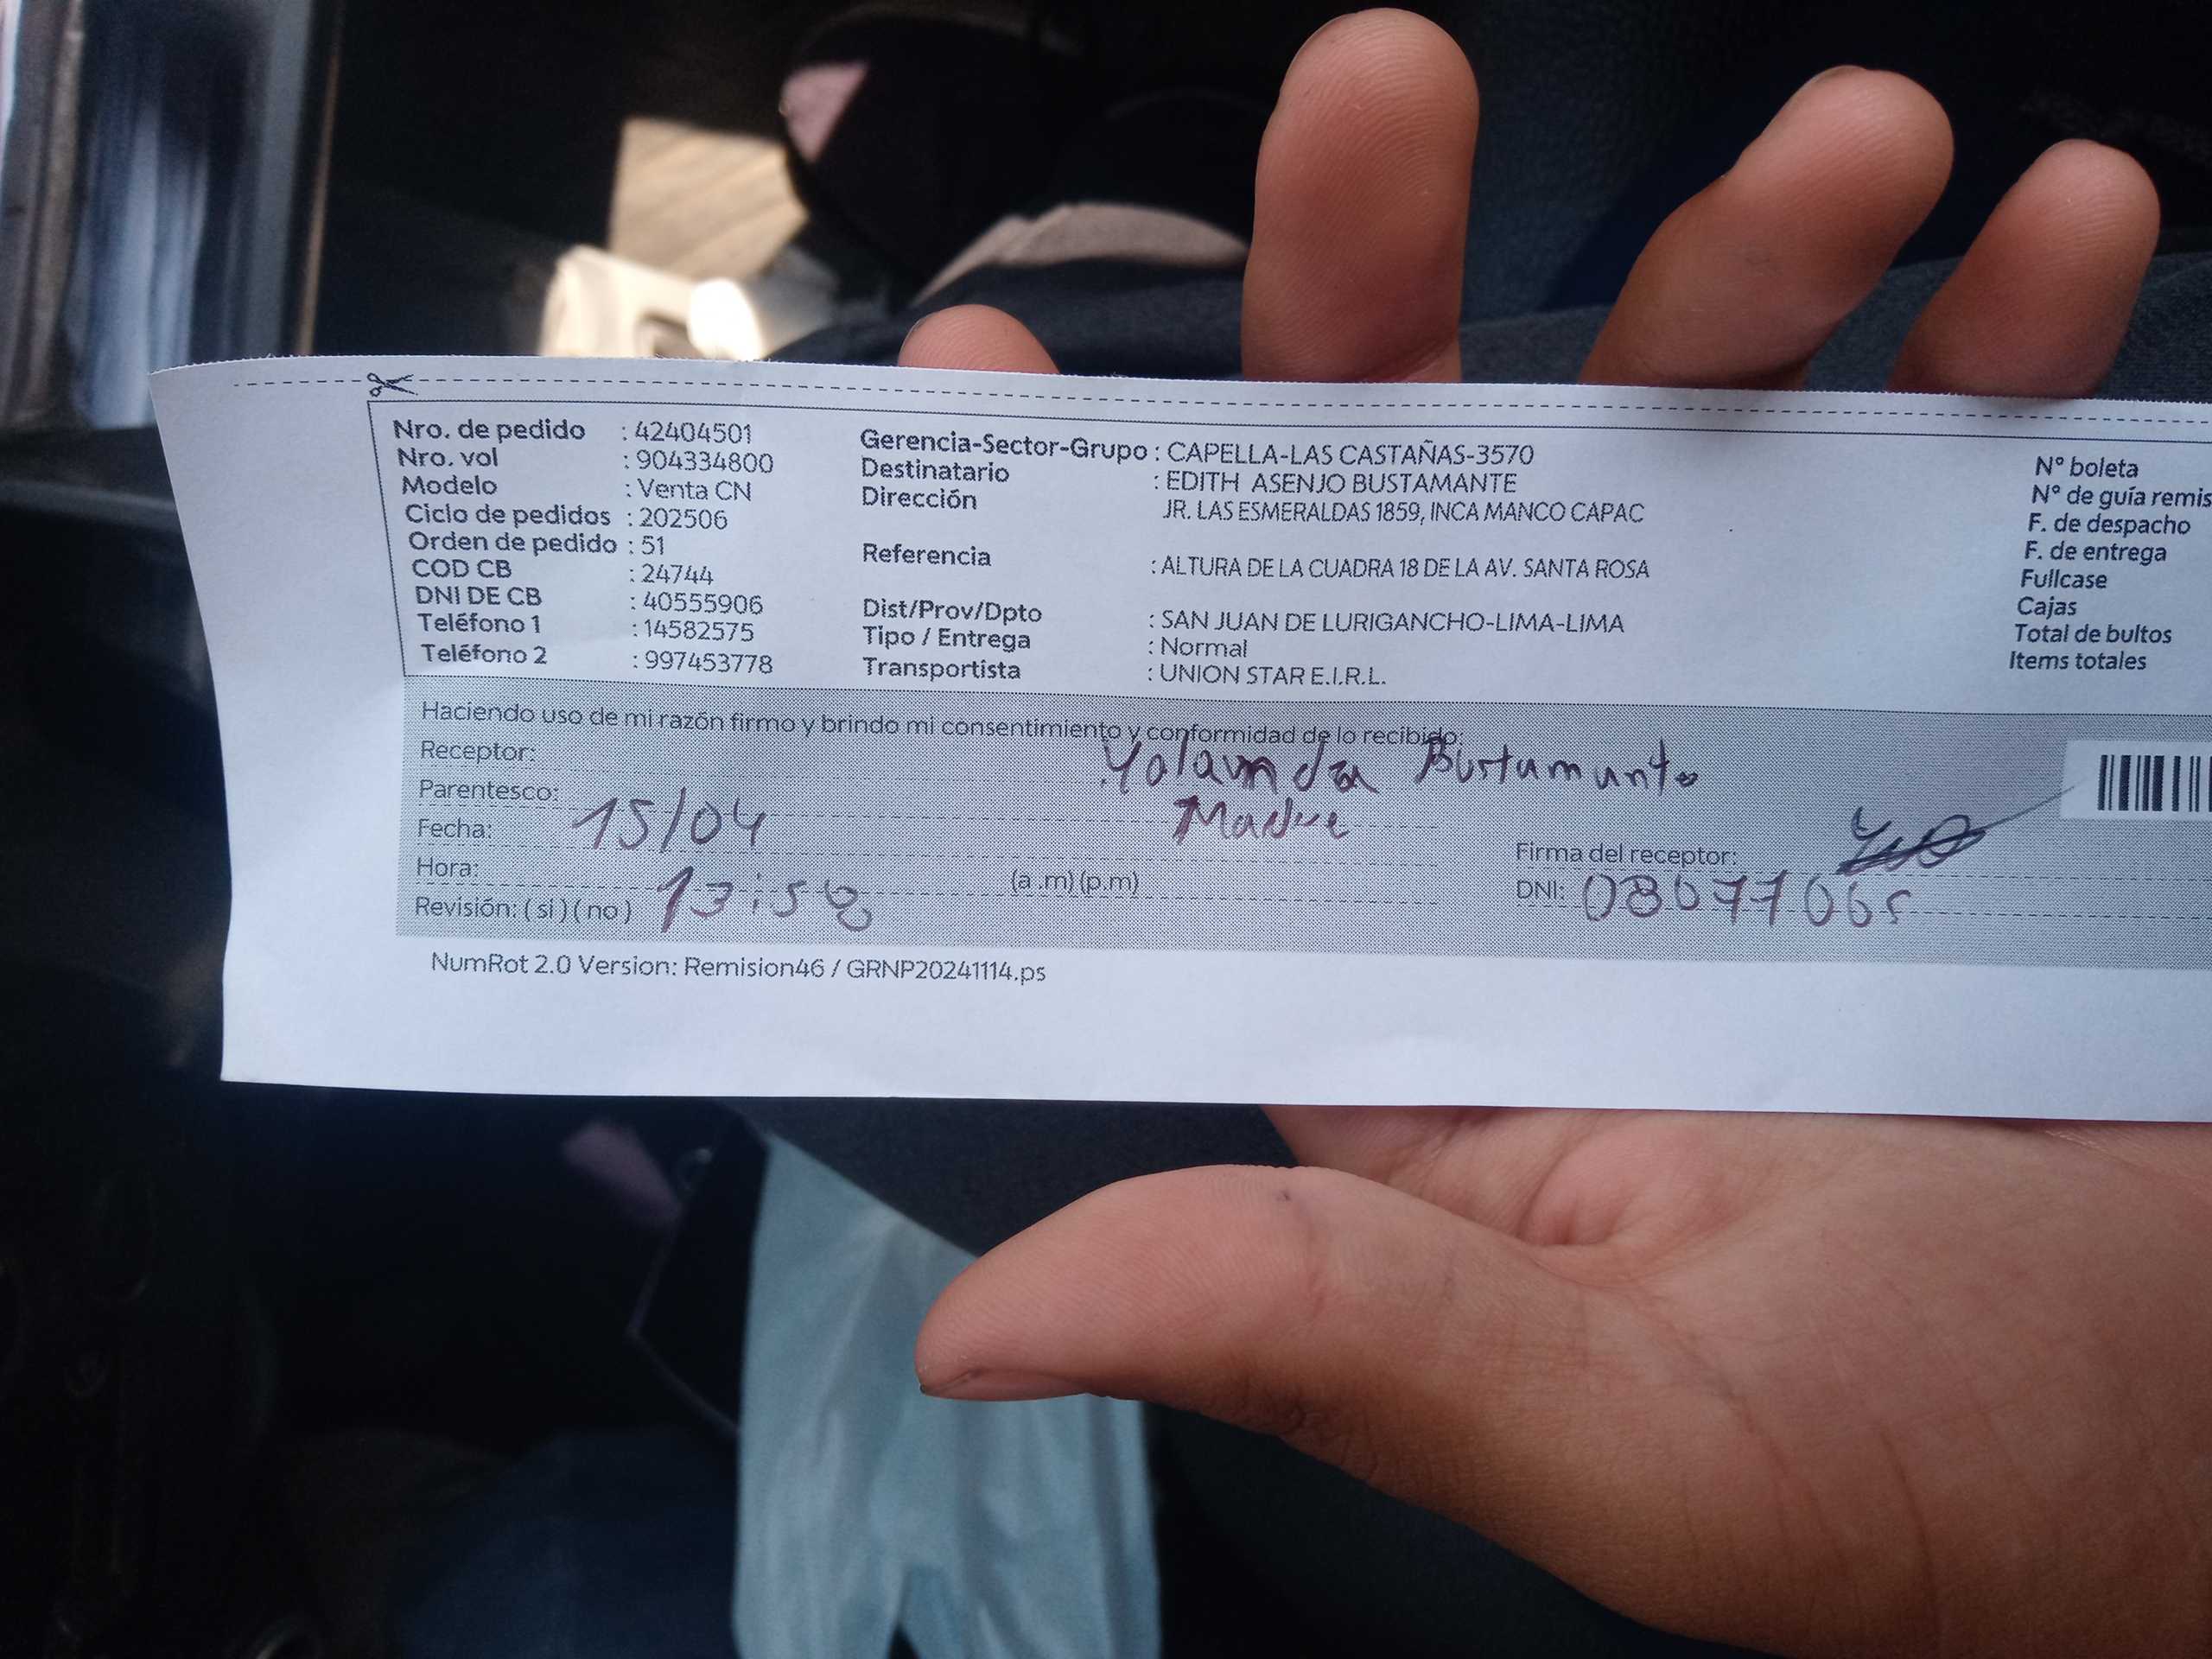 Nro. de pedido : 42404501
Nro. vol : 904334800
Modelo : Venta CN
Ciclo de pedidos : 202506
Orden de pedido : 51
COD CB : 24744
DNI DE CB : 40555906
Teléfono 1 : 14582575
Teléfono 2 : 997453778
Gerencia-Sector-Grupo : CAPELLA-LAS CASTAÑAS-3570
Destinatario : EDITH ASENJO BUSTAMANTE
Dirección JR. LAS ESMERALDAS 1859, INCA MANCO CAPAC
Referencia : ALTURA DE LA CUADRA 18 DE LA AV. SANTA ROSA
Dist/Prov/Dpto : SAN JUAN DE LURIGANCHO-LIMA-LIMA
Tipo / Entrega : Normal
Transportista : UNION STAR E.I.R.L.
N° boleta
N° de guía remis
F. de despacho
F. de entrega
Fullcase
Cajas
Total de bultos
Items totales
Haciendo uso de mi razón firmo y brindo mi consentimiento y conformidad de lo recibido:
Receptor: Yolanda Bustamante
Parentesco: Madre
Fecha: 15/04
Hora: 13:58 (a .m) (p.m)
Revisión: ( si ) ( no )
Firma del receptor:
DNI: 08077065
NumRot 2.0 Version: Remision46 / GRNP20241114.ps